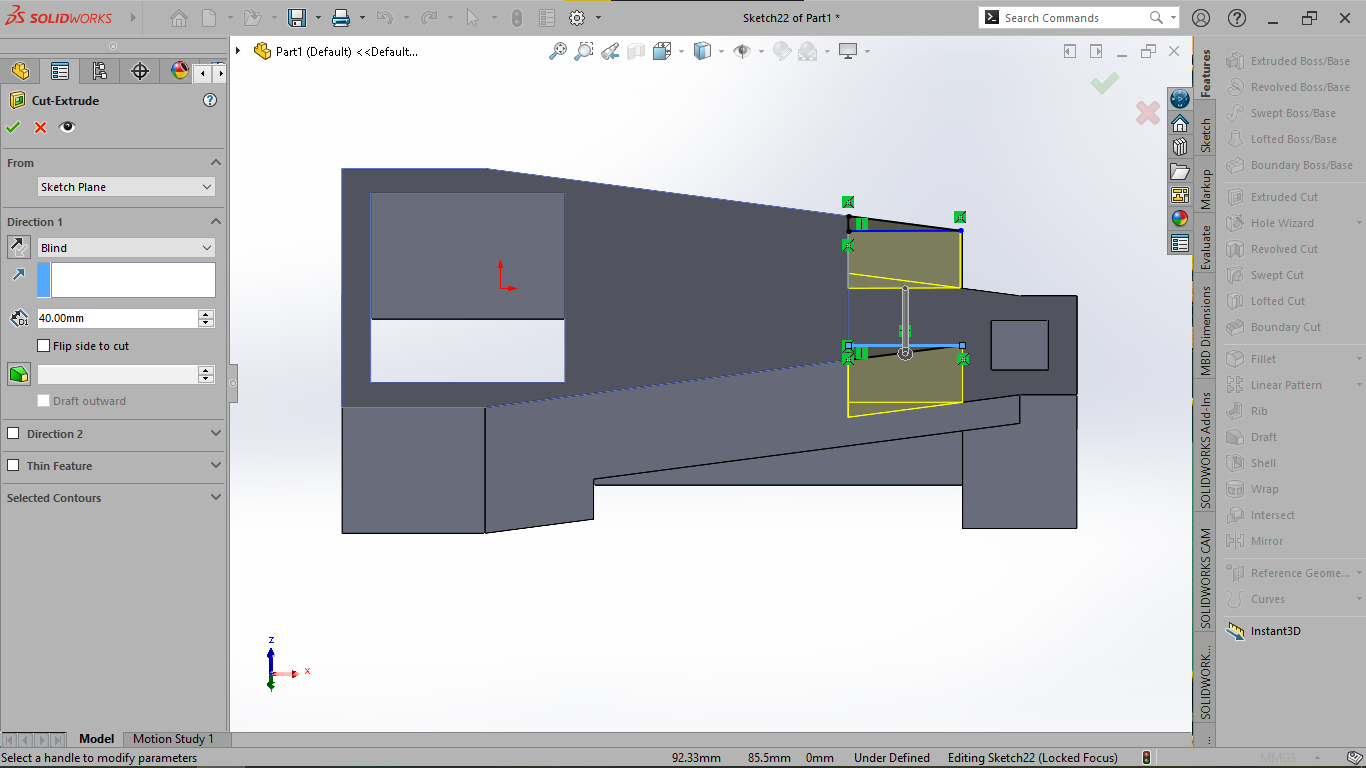 SOLIDWORKS
Sketch22 of Part1 *
Search Commands
Part1 (Default) <<Default...
Cut-Extrude
From
Sketch Plane
Direction 1
Blind
D1
40.00mm
Flip side to cut
Draft outward
Direction 2
Thin Feature
Selected Contours
z
x
Features
Sketch
Markup
Evaluate
MBD Dimensions
SOLIDWORKS Add-Ins
SOLIDWORKS CAM
SOLIDWORK...
Extruded Boss/Base
Revolved Boss/Base
Swept Boss/Base
Lofted Boss/Base
Boundary Boss/Base
Extruded Cut
Hole Wizard
Revolved Cut
Swept Cut
Lofted Cut
Boundary Cut
Fillet
Linear Pattern
Rib
Draft
Shell
Wrap
Intersect
Mirror
Reference Geome...
Curves
Instant3D
Model
Motion Study 1
Select a handle to modify parameters
92.33mm
85.5mm
0mm
Under Defined
Editing Sketch22 (Locked Focus)
MMGS